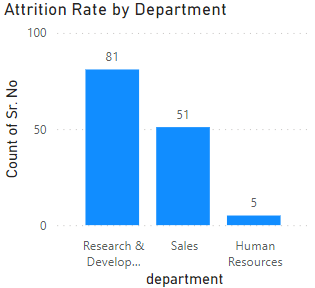 Attrition Rate by Department
Count of Sr. No
100
50
0
81
51
5
Research &
Develop...
Sales
Human
Resources
department